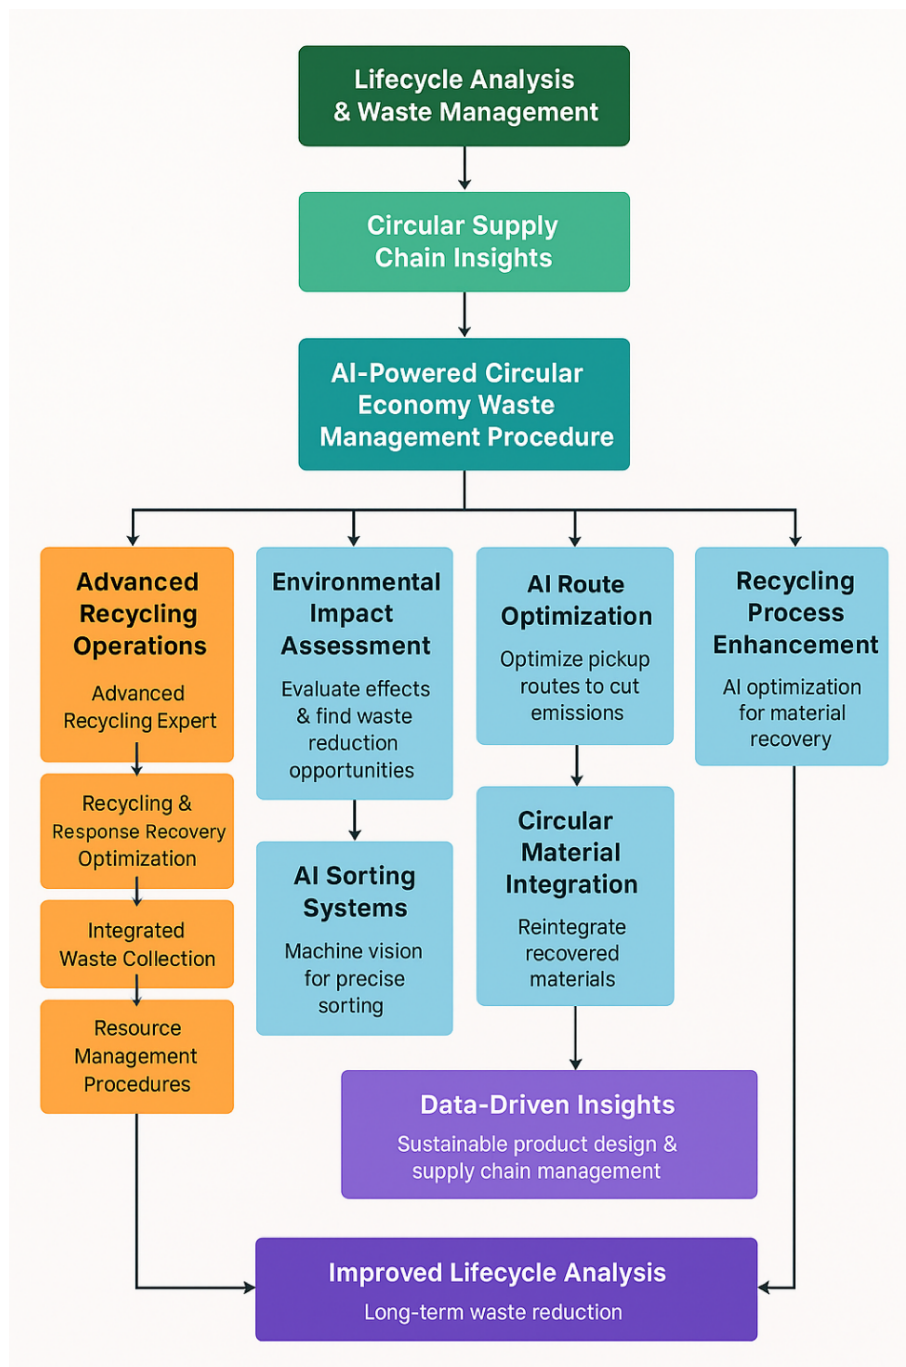 Lifecycle Analysis
& Waste Management
Circular Supply
Chain Insights
AI-Powered Circular
Economy Waste
Management Procedure
Advanced
Recycling
Operations
Advanced
Recycling Expert
Recycling &
Response Recovery
Optimization
Integrated
Waste Collection
Resource
Management
Procedures
Environmental
Impact
Assessment
Evaluate effects
& find waste
reduction
opportunities
AI Sorting
Systems
Machine vision
for precise
sorting
AI Route
Optimization
Optimize pickup
routes to cut
emissions
Circular
Material
Integration
Reintegrate
recovered
materials
Recycling
Process
Enhancement
AI optimization
for material
recovery
Data-Driven Insights
Sustainable product design &
supply chain management
Improved Lifecycle Analysis
Long-term waste reduction